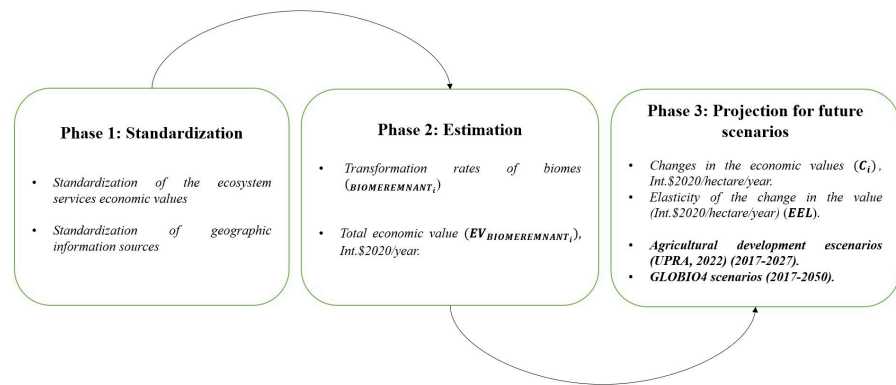 Phase 1: Standardization
• Standardization of the ecosystem
services economic values
• Standardization of geographic
information sources
Phase 2: Estimation
• Transformation rates of biomes
(BIOMEREMNANTᵢ)
• Total economic value (EV_BIOMEREMNANTᵢ),
Int.$2020/year.
Phase 3: Projection for future
scenarios
• Changes in the economic values (Cᵢ),
Int.$2020/hectare/year.
• Elasticity of the change in the value
(Int.$2020/hectare/year) (EEL).
• Agricultural development escenarios
(UPRA, 2022) (2017-2027).
• GLOBIO4 scenarios (2017-2050).